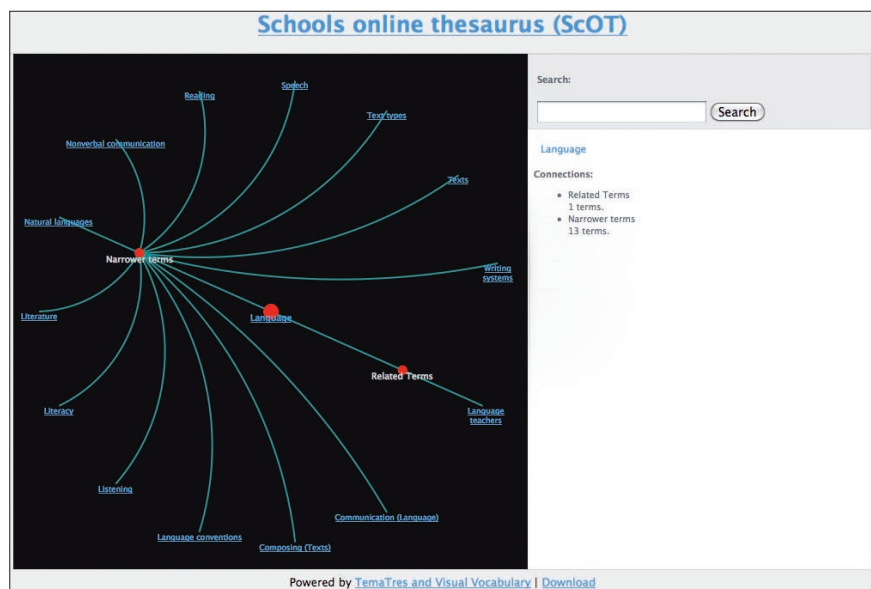 Schools online thesaurus (ScOT)
Speech
Reading
Text types
Nonverbal communication
Texts
Natural languages
Narrower terms
Writing
systems
Language
Literature
Related Terms
Literacy
Language
teachers
Listening
Communication (Language)
Language conventions
Composing (Texts)
Search:
Search
Language
Connections:
• Related Terms
1 terms.
• Narrower terms
13 terms.
Powered by TemaTres and Visual Vocabulary | Download